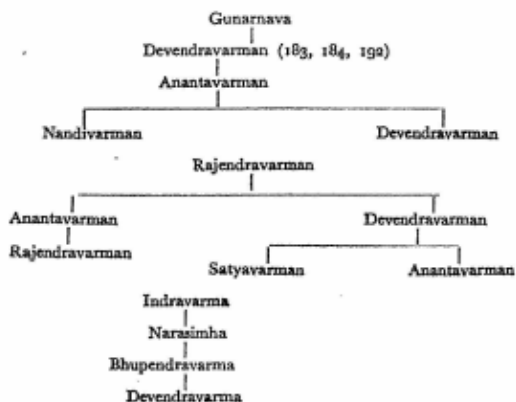 Gunarnava
Devendravarman (183, 184, 192)
Anantavarman
Nandivarman Devendravarman
Rajendravarman
Anantavarman Devendravarman
Rajendravarman
Satyavarman Anantavarman
Indravarma
Narasimha
Bhupendravarma
Devendravarma